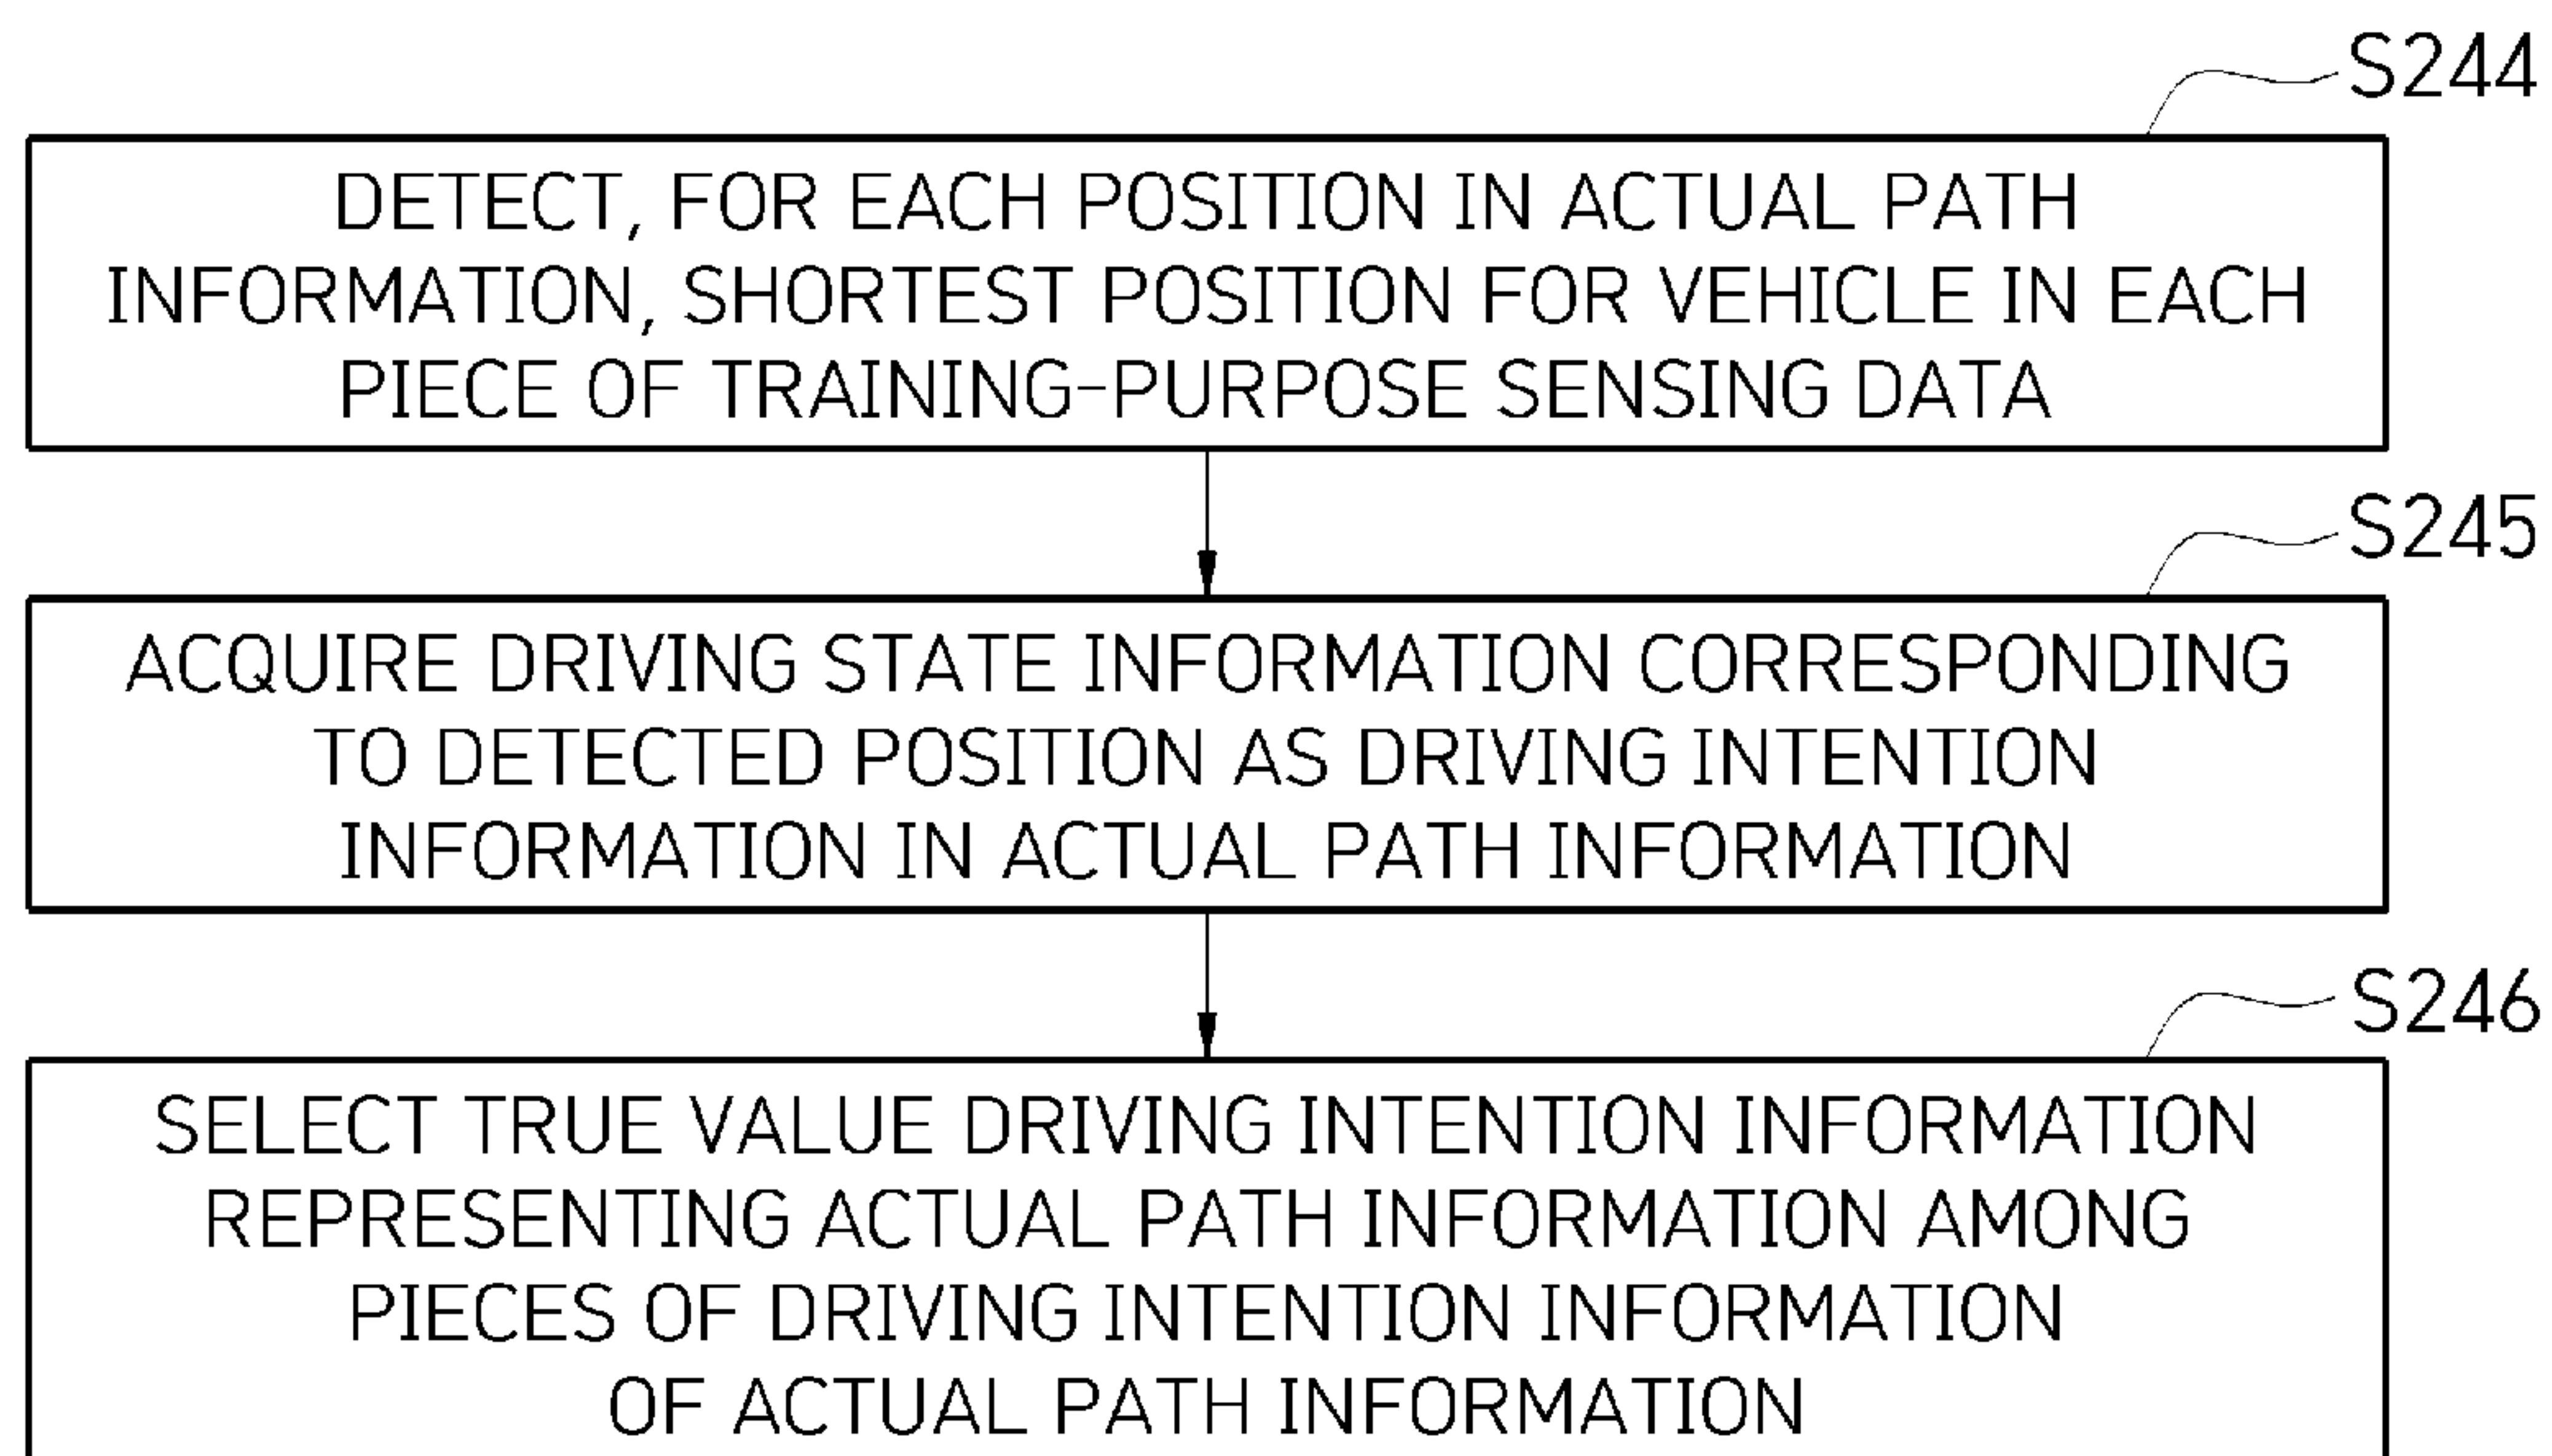 S244
DETECT, FOR EACH POSITION IN ACTUAL PATH
INFORMATION, SHORTEST POSITION FOR VEHICLE IN EACH
PIECE OF TRAINING-PURPOSE SENSING DATA
S245
ACQUIRE DRIVING STATE INFORMATION CORRESPONDING
TO DETECTED POSITION AS DRIVING INTENTION
INFORMATION IN ACTUAL PATH INFORMATION
S246
SELECT TRUE VALUE DRIVING INTENTION INFORMATION
REPRESENTING ACTUAL PATH INFORMATION AMONG
PIECES OF DRIVING INTENTION INFORMATION
OF ACTUAL PATH INFORMATION